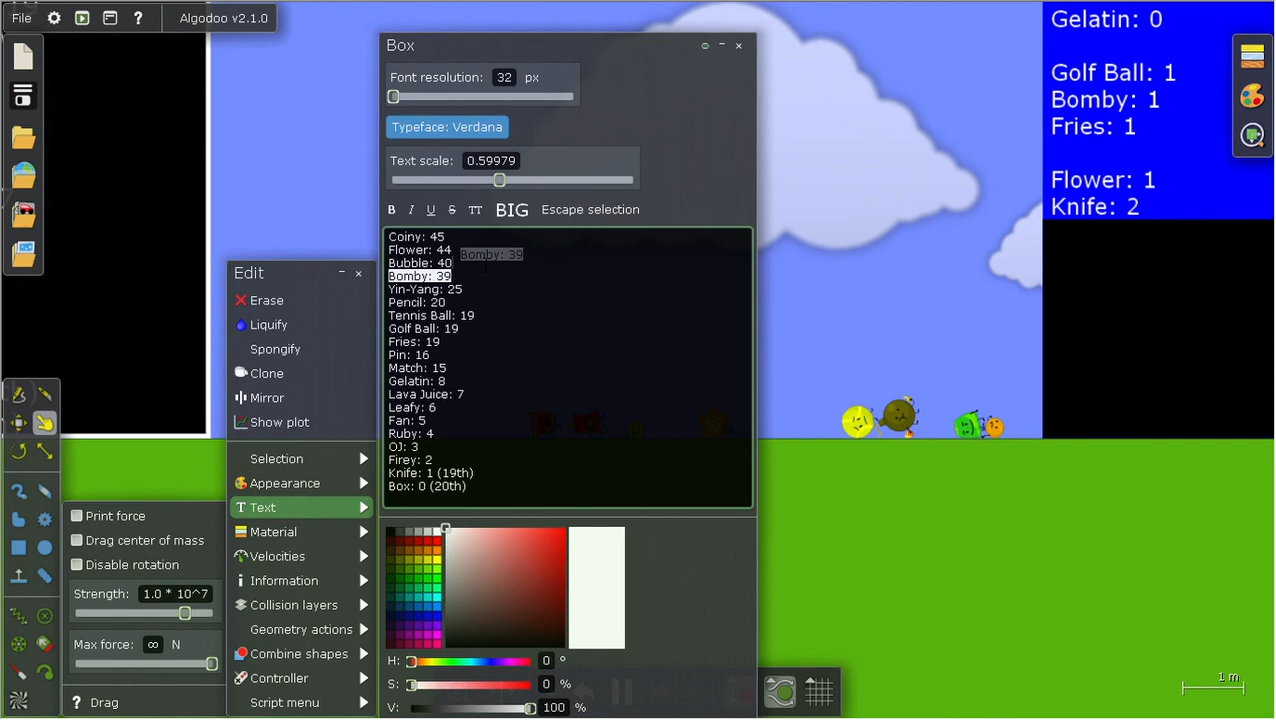 File
?
Algodoo v2.1.0
Box
Font resolution: 32 px
Typeface: Verdana
Text scale: 0.59979
B I U S TT BIG Escape selection
Coiny: 45
Flower: 44
Bomby: 39
Bubble: 40
Bomby: 39
Yin-Yang: 25
Pencil: 20
Tennis Ball: 19
Golf Ball: 19
Fries: 19
Pin: 16
Match: 15
Gelatin: 8
Lava Juice: 7
Leafy: 6
Fan: 5
Ruby: 4
OJ: 3
Firey: 2
Knife: 1 (19th)
Box: 0 (20th)
H: 0 °
S: 0 %
V: 100 %
Edit
Erase
Liquify
Spongify
Clone
Mirror
Show plot
Selection
Appearance
T Text
Material
Velocities
Information
Collision layers
Geometry actions
Combine shapes
Controller
Script menu
Print force
Drag center of mass
Disable rotation
Strength: 1.0 * 10^7
Max force: ∞ N
? Drag
Gelatin: 0
Golf Ball: 1
Bomby: 1
Fries: 1
Flower: 1
Knife: 2
1 m